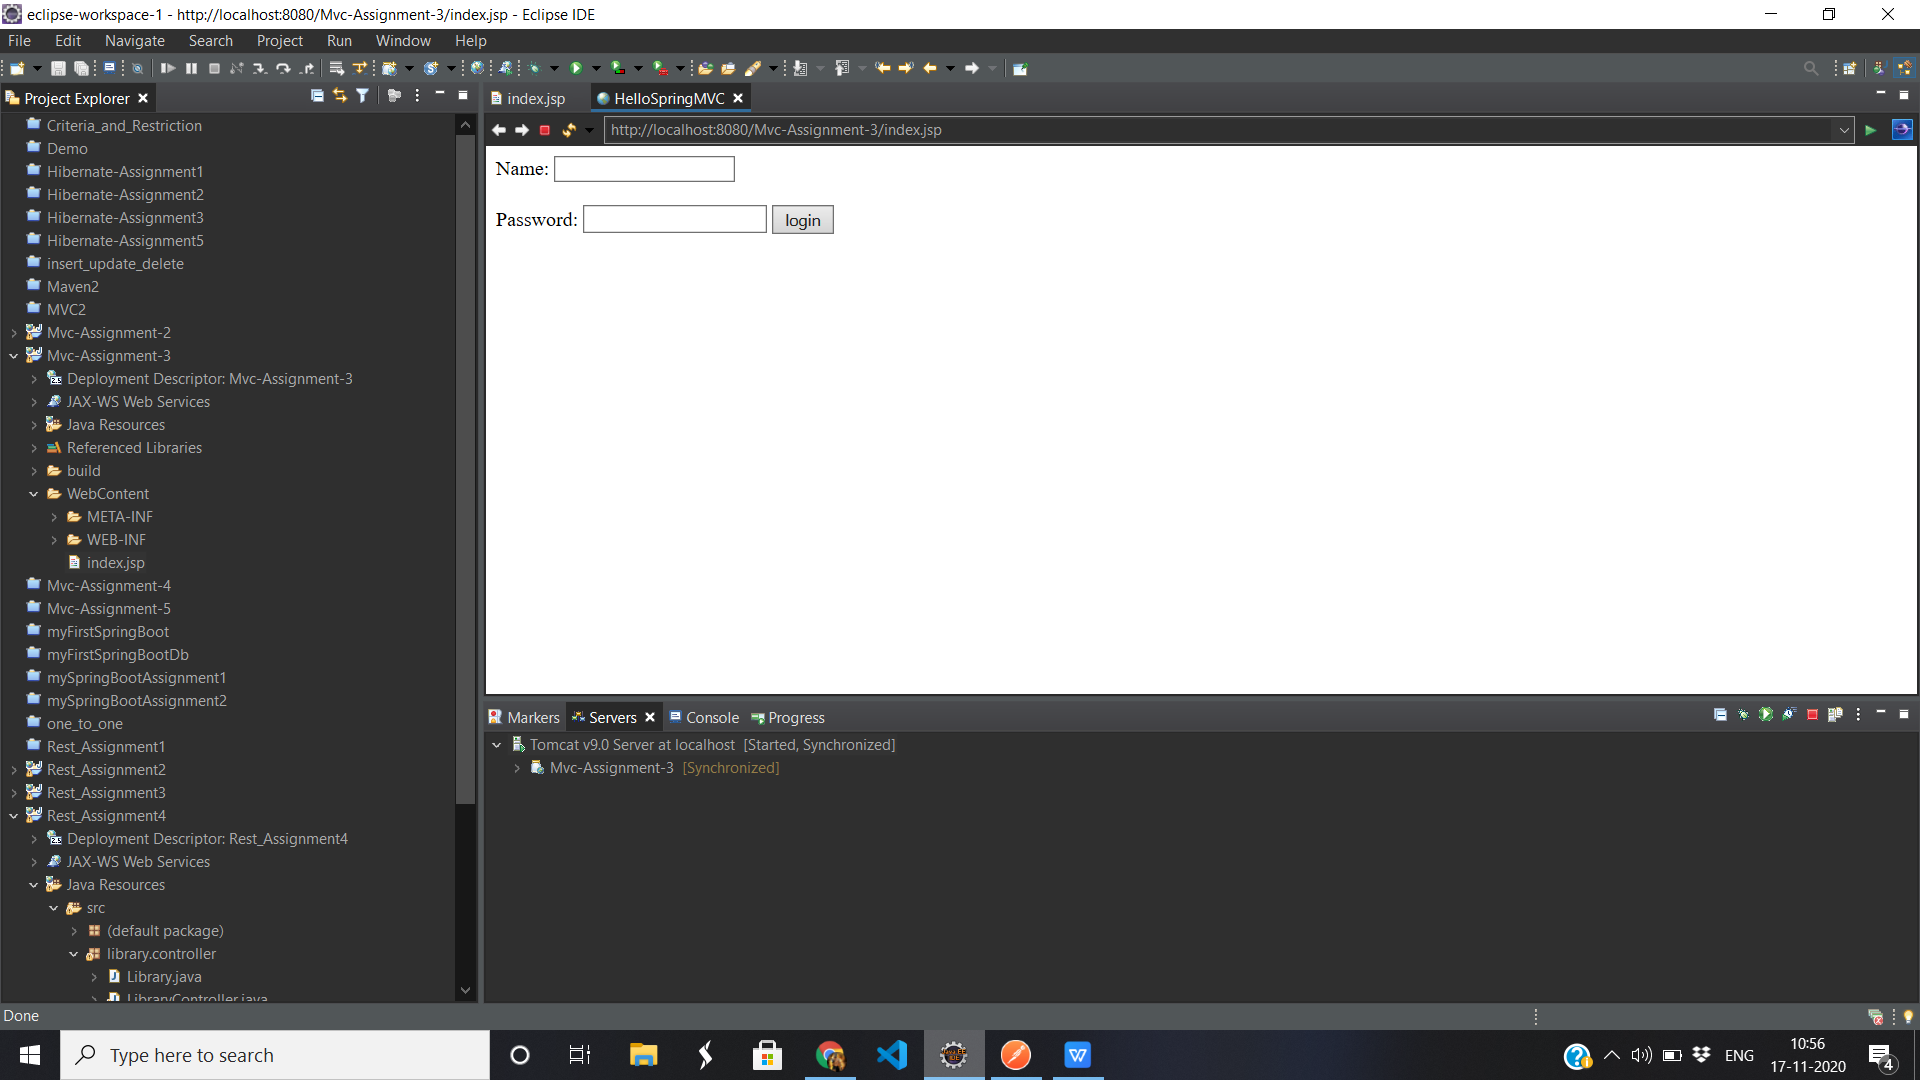 eclipse-workspace-1 - http://localhost:8080/Mvc-Assignment-3/index.jsp - Eclipse IDE
File Edit Navigate Search Project Run Window Help
Project Explorer
Criteria_and_Restriction
Demo
Hibernate-Assignment1
Hibernate-Assignment2
Hibernate-Assignment3
Hibernate-Assignment5
insert_update_delete
Maven2
MVC2
Mvc-Assignment-2
Mvc-Assignment-3
Deployment Descriptor: Mvc-Assignment-3
JAX-WS Web Services
Java Resources
Referenced Libraries
build
WebContent
META-INF
WEB-INF
index.jsp
Mvc-Assignment-4
Mvc-Assignment-5
myFirstSpringBoot
myFirstSpringBootDb
mySpringBootAssignment1
mySpringBootAssignment2
one_to_one
Rest_Assignment1
Rest_Assignment2
Rest_Assignment3
Rest_Assignment4
Deployment Descriptor: Rest_Assignment4
JAX-WS Web Services
Java Resources
src
(default package)
library.controller
Library.java
LibraryController.java
index.jsp HelloSpringMVC
http://localhost:8080/Mvc-Assignment-3/index.jsp
Name:
Password: login
Markers Servers Console Progress
Tomcat v9.0 Server at localhost [Started, Synchronized]
Mvc-Assignment-3 [Synchronized]
Done
Type here to search
ENG
10:56
17-11-2020
4